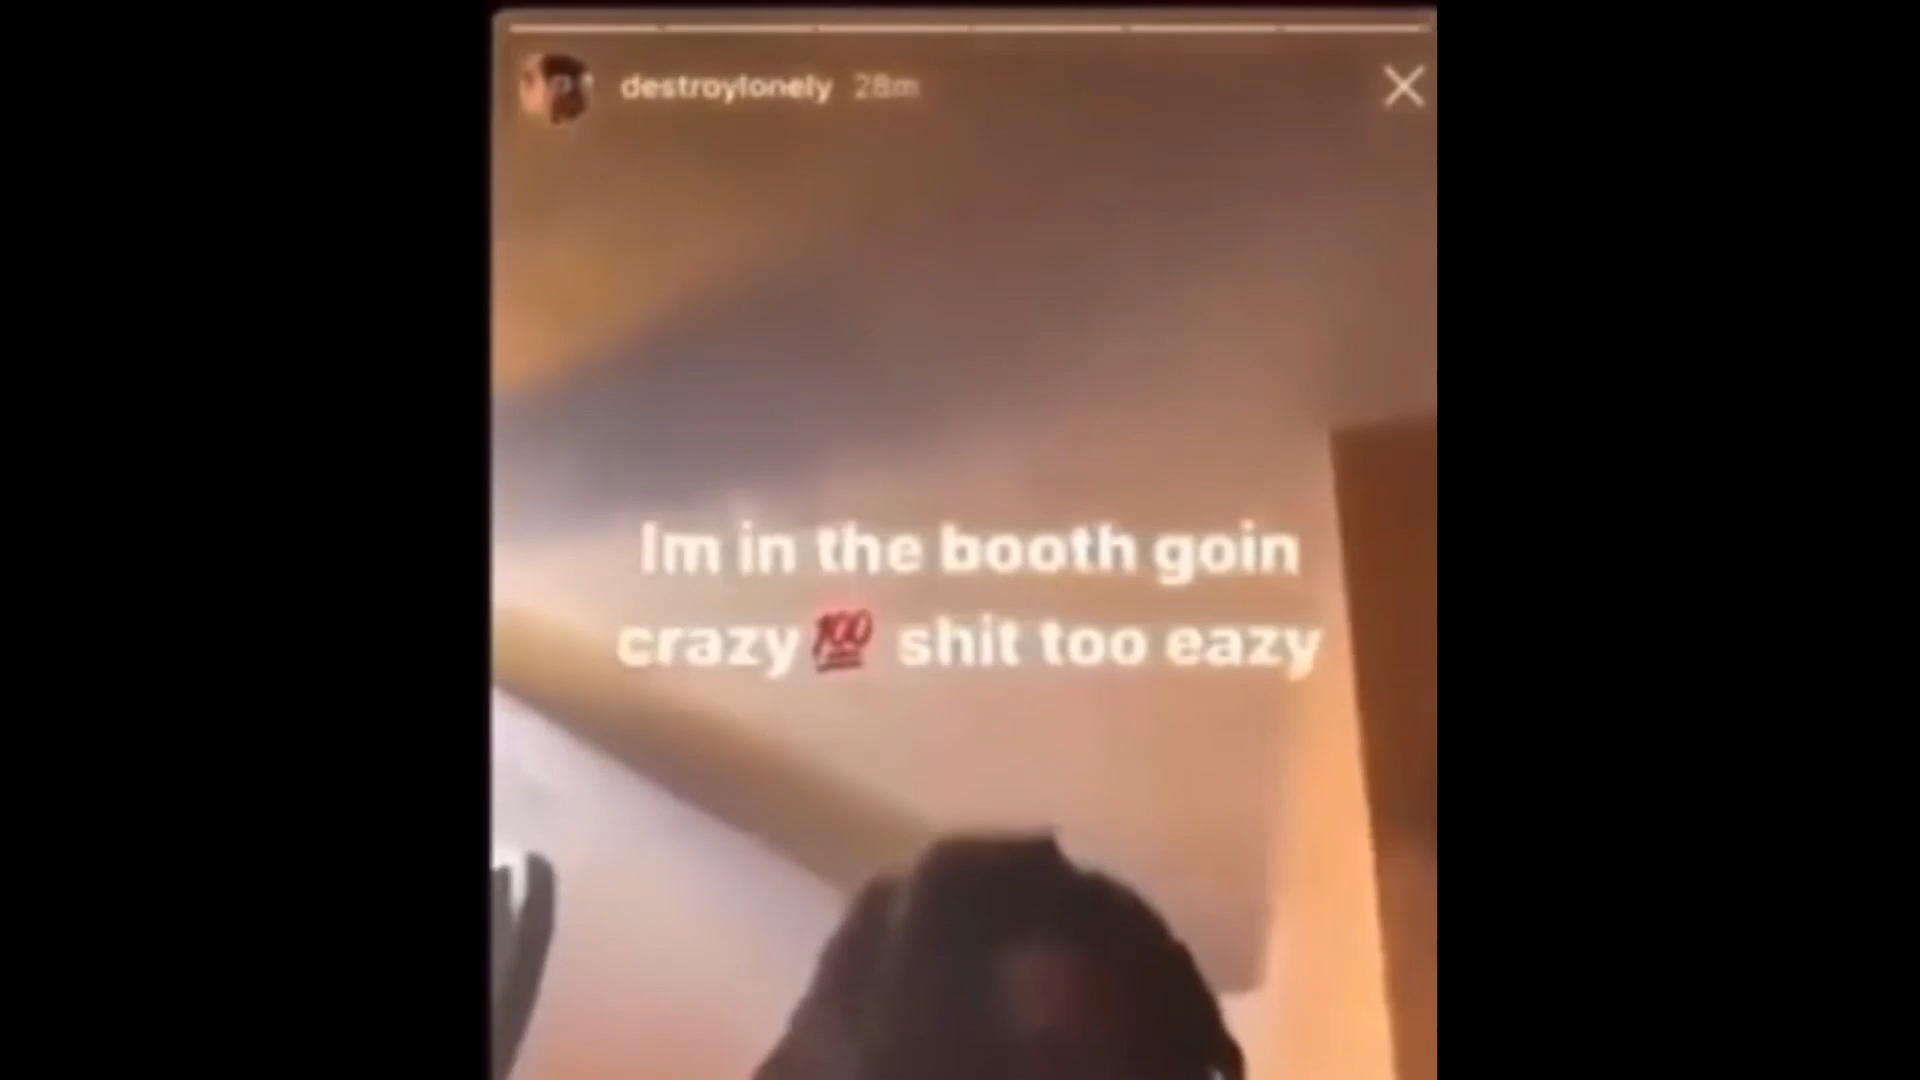 destroylonely 28m
Im in the booth goin
crazy💯 shit too eazy